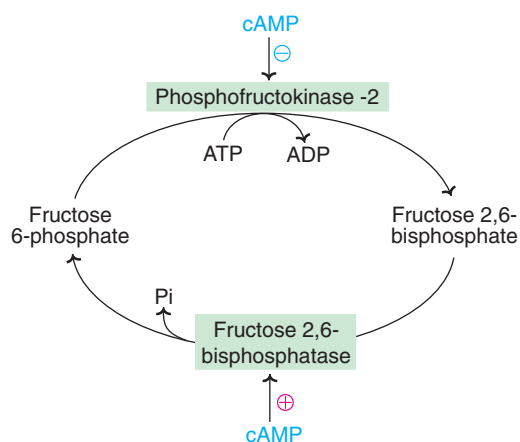 cAMP
⊖
Phosphofructokinase -2
ATP
ADP
Fructose
6-phosphate
Fructose 2,6-
bisphosphate
Pi
Fructose 2,6-
bisphosphatase
⊕
cAMP